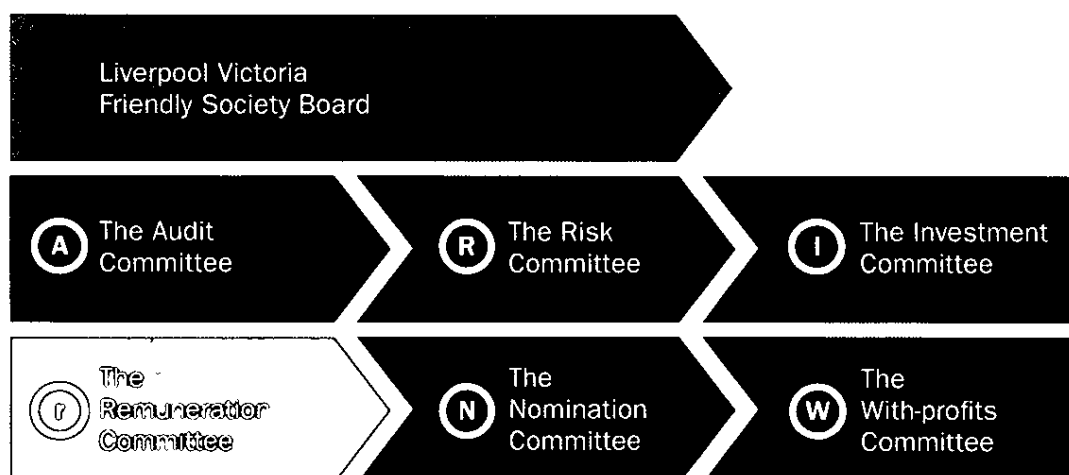 Liverpool Victoria
Friendly Society Board
A
The Audit
Committee
R
The Risk
Committee
I
The Investment
Committee
r
The
Remuneration
Committee
N
The
Nomination
Committee
W
The
With-profits
Committee